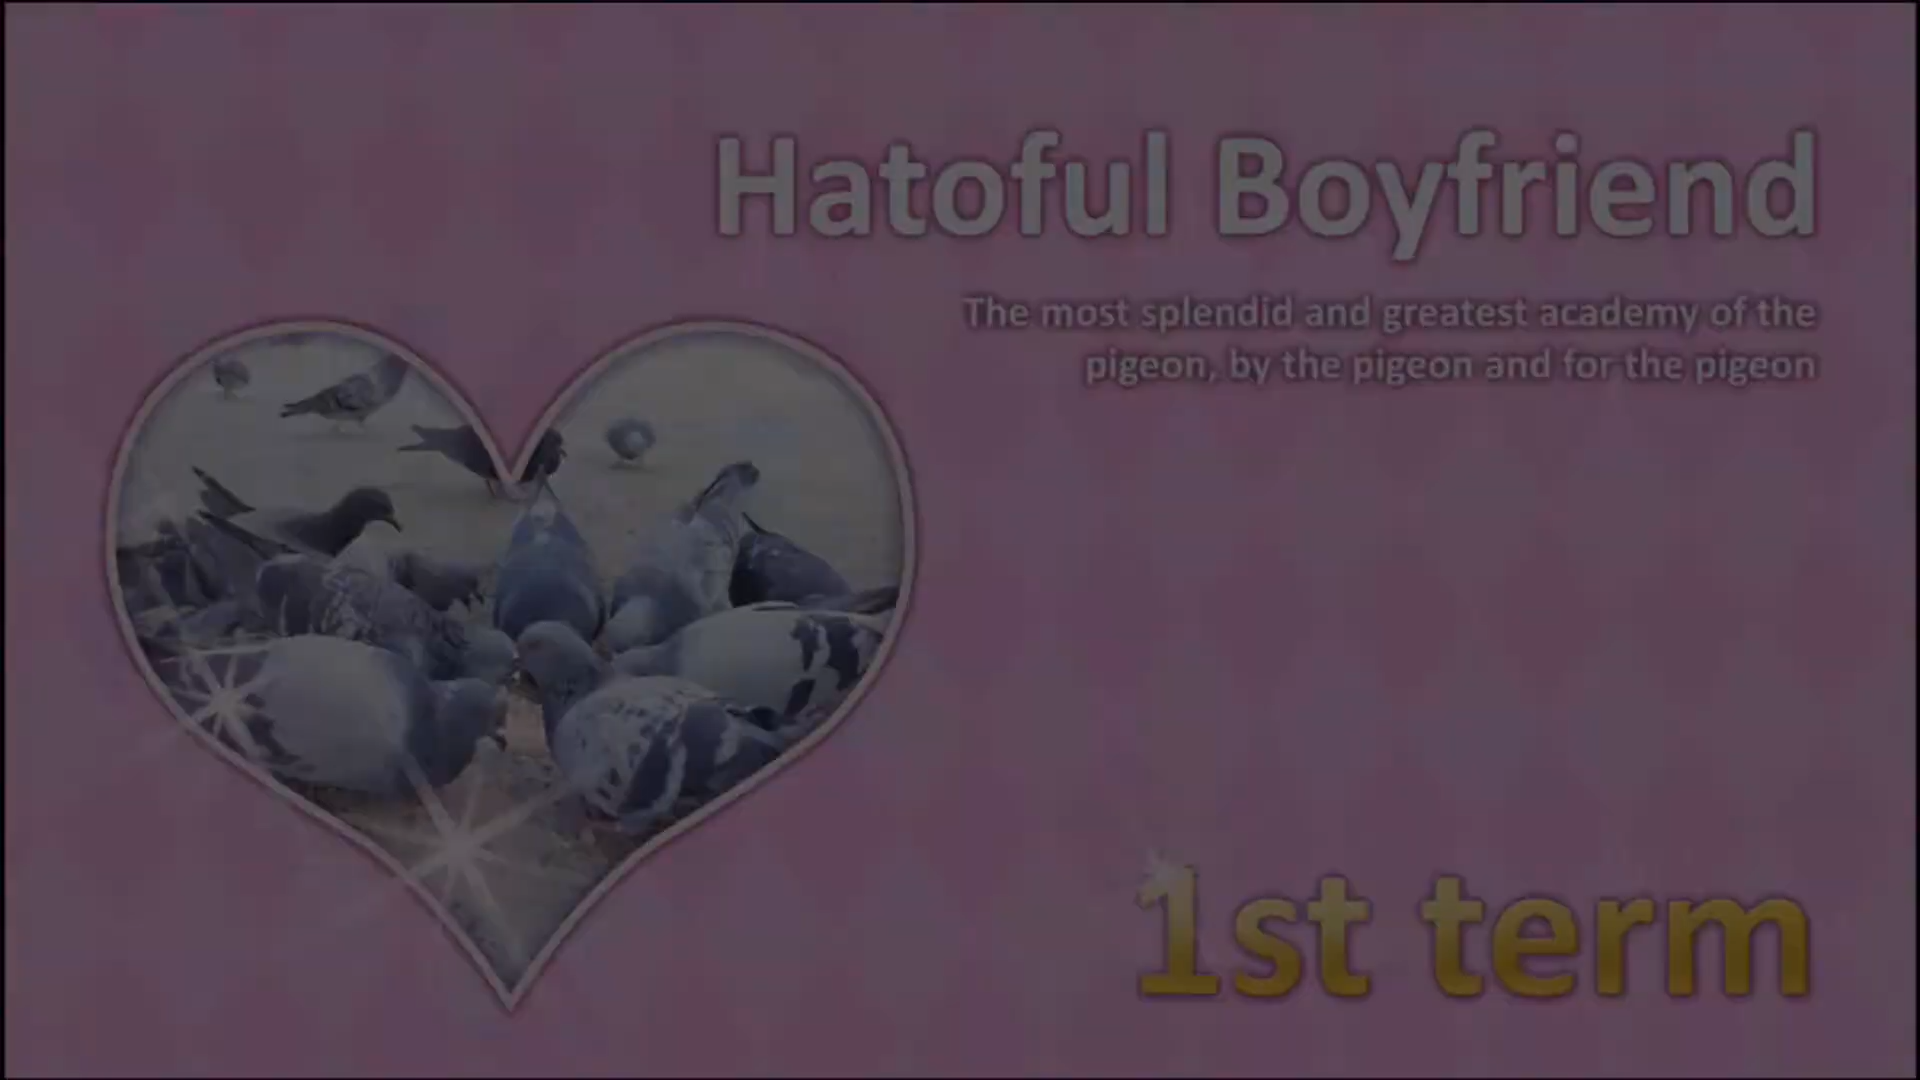 Hatoful Boyfriend
The most splendid and greatest academy of the
pigeon, by the pigeon and for the pigeon
1st term